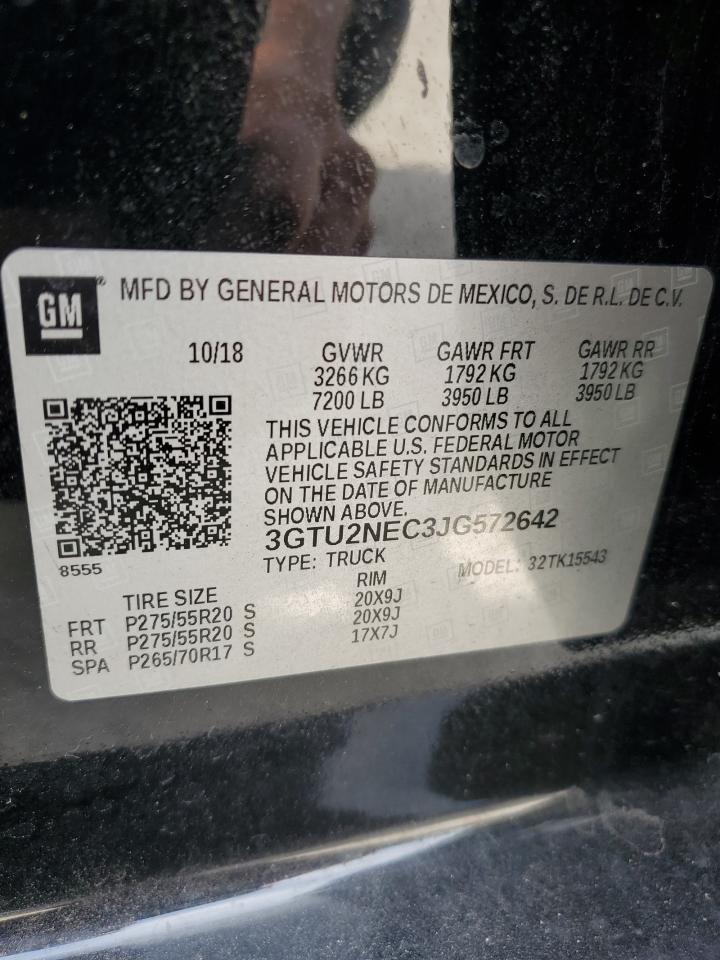 GM® MFD BY GENERAL MOTORS DE MEXICO, S. DE R.L. DE C.V.
10/18 GVWR GAWR FRT GAWR RR
3266 KG 1792 KG 1792 KG
7200 LB 3950 LB 3950 LB
THIS VEHICLE CONFORMS TO ALL
APPLICABLE U.S. FEDERAL MOTOR
VEHICLE SAFETY STANDARDS IN EFFECT
ON THE DATE OF MANUFACTURE
SHOWN ABOVE.
3GTU2NEC3JG572642
8555 TYPE: TRUCK MODEL: 32TK15543
TIRE SIZE RIM
FRT P275/55R20 S 20X9J
RR P275/55R20 S 20X9J
SPA P265/70R17 S 17X7J